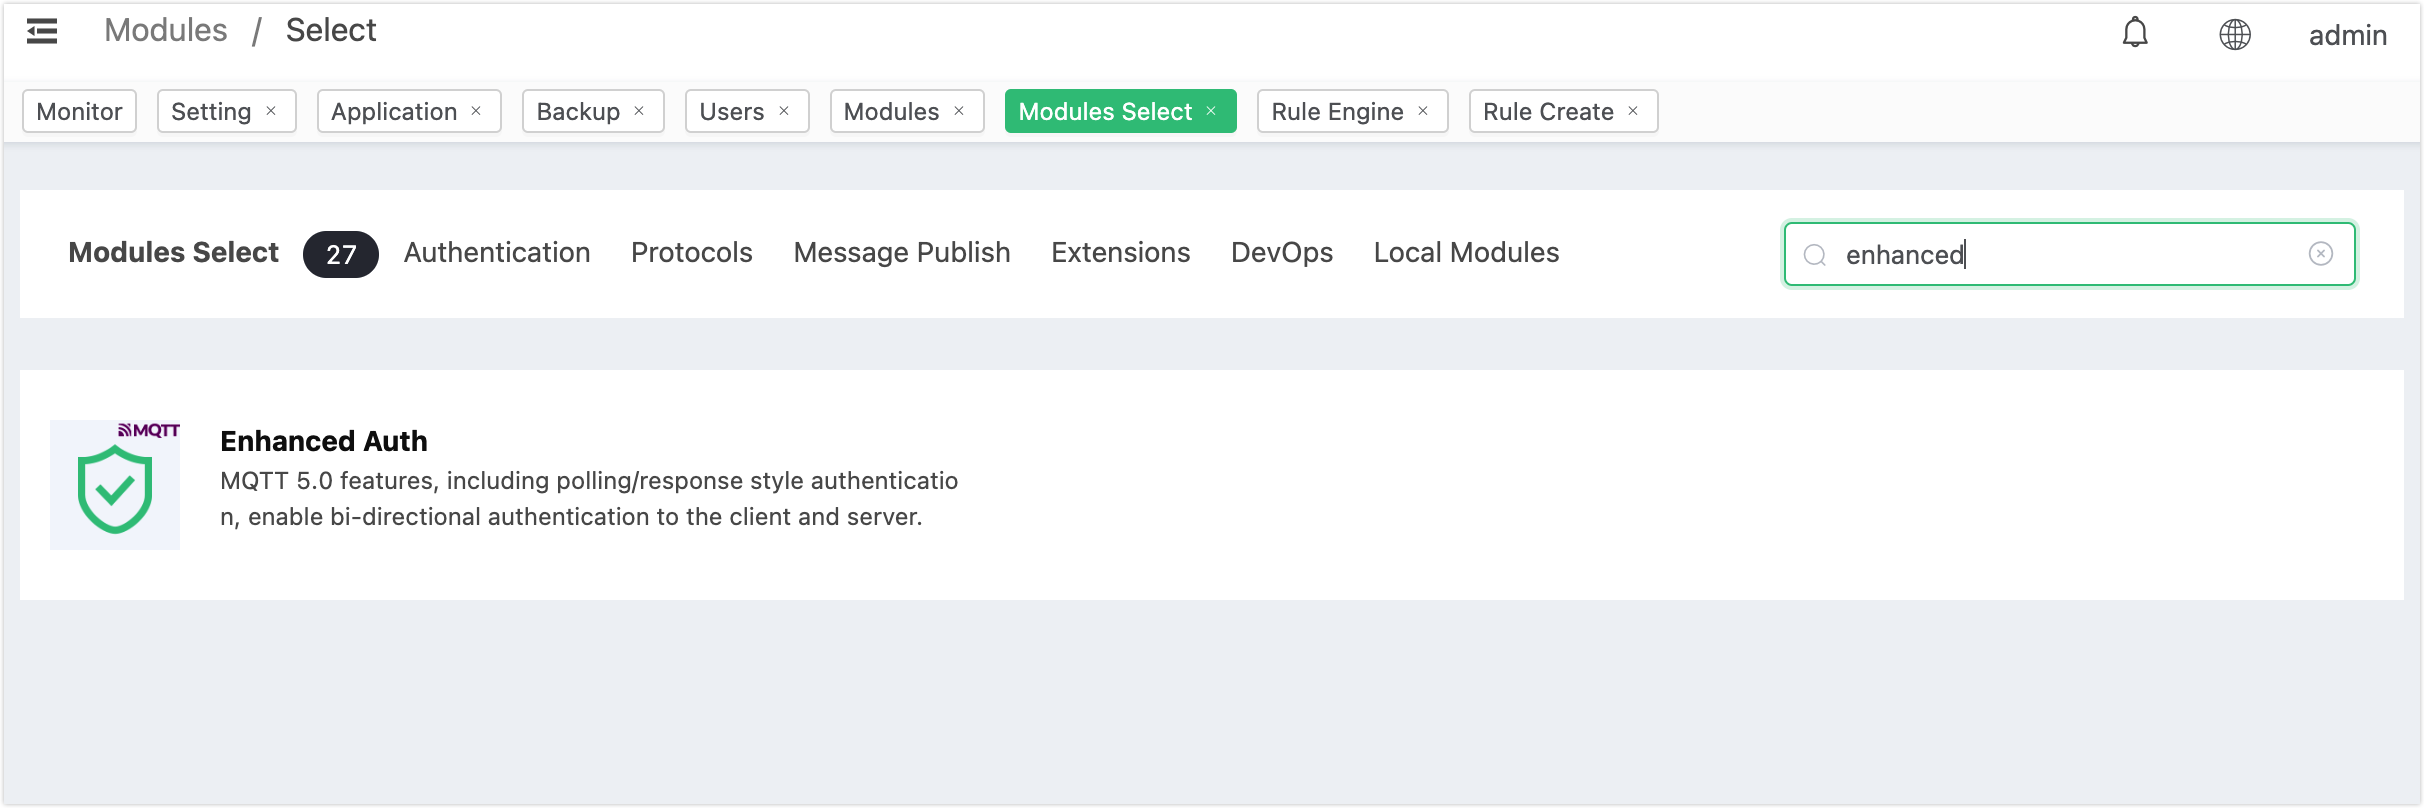 Modules / Select
admin
Monitor Setting × Application × Backup × Users × Modules × Modules Select × Rule Engine × Rule Create ×
Modules Select 27 Authentication Protocols Message Publish Extensions DevOps Local Modules enhanced
MQTT
Enhanced Auth
MQTT 5.0 features, including polling/response style authenticatio
n, enable bi-directional authentication to the client and server.